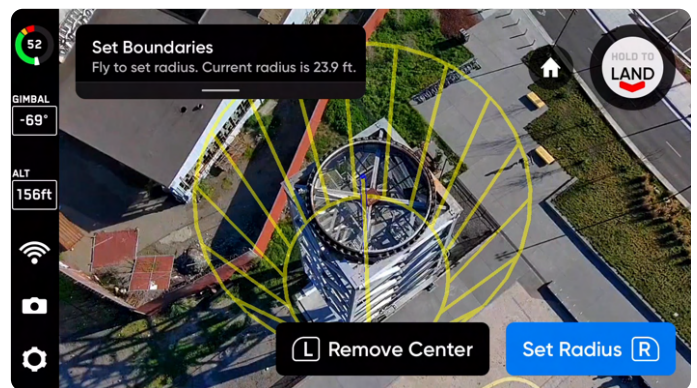 52
Set Boundaries
Fly to set radius. Current radius is 23.9 ft.
HOLD TO
LAND
GIMBAL
-69°
ALT
156ft
L Remove Center
Set Radius R